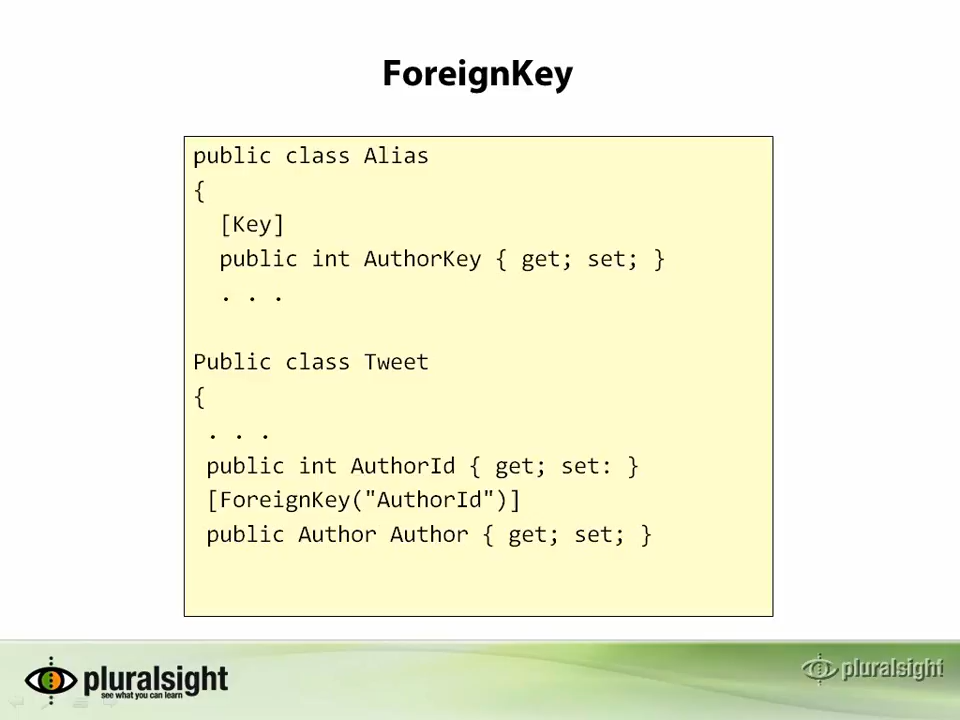 ForeignKey
public class Alias
{
[Key]
public int AuthorKey { get; set; }
. . .
Public class Tweet
{
. . .
public int AuthorId { get; set: }
[ForeignKey("AuthorId")]
public Author Author { get; set; }
pluralsight
see what you can learn
pluralsight